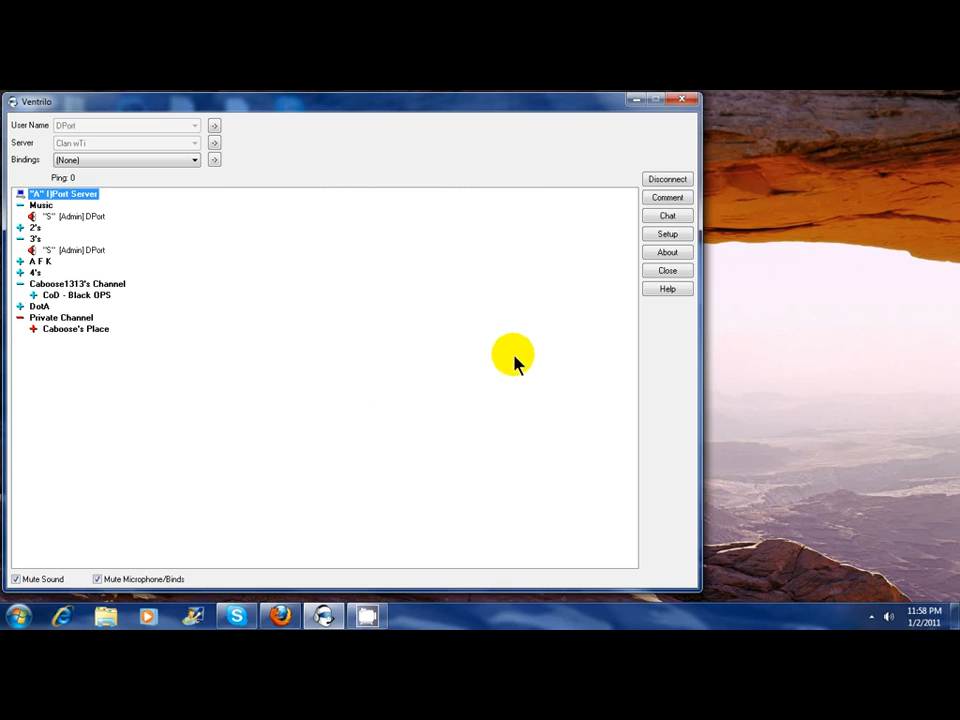 Ventrilo
User Name DPort
Server Clan wTi
Bindings (None)
Ping: 0
"A" I)Port Server
Music
"S" [Admin] DPort
2's
3's
"S" [Admin] DPort
A F K
4's
Caboose1313's Channel
CoD - Black OPS
DotA
Private Channel
Caboose's Place
Disconnect
Comment
Chat
Setup
About
Close
Help
Mute Sound Mute Microphone/Binds
11:58 PM
1/2/2011